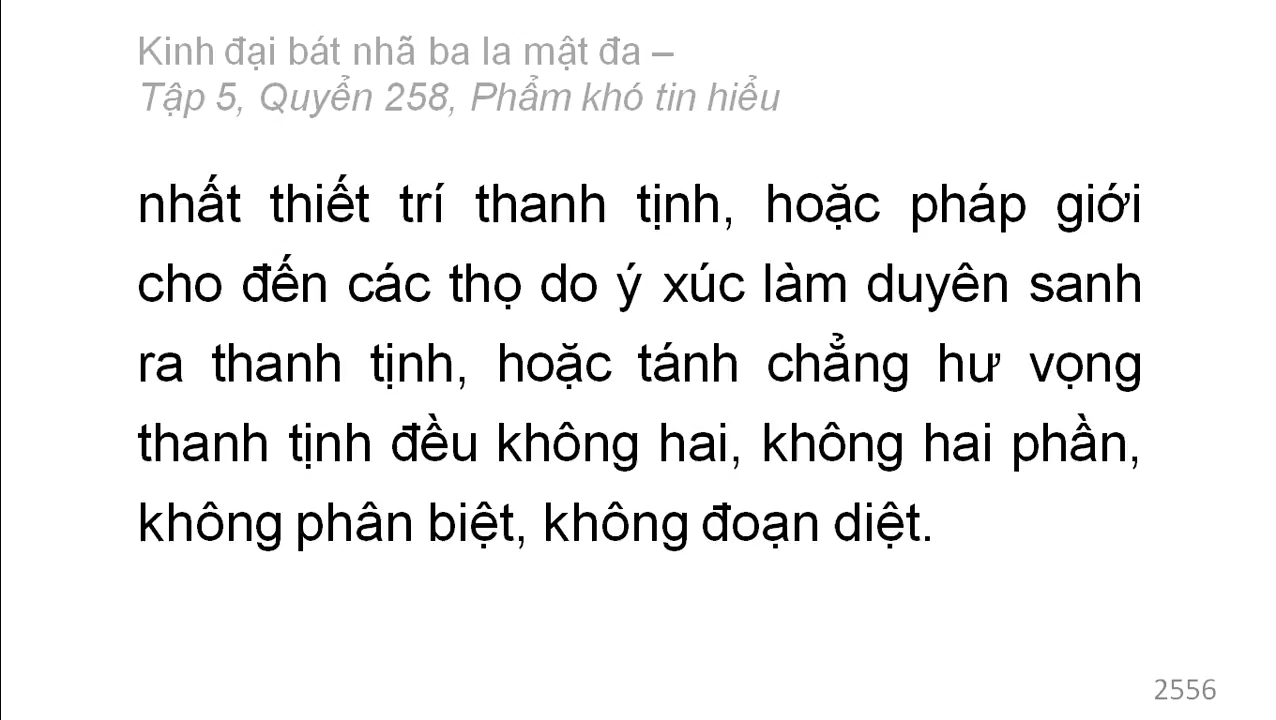 Kinh đại bát nhã ba la mật đa –
Tập 5, Quyển 258, Phẩm khó tin hiểu
nhất thiết trí thanh tịnh, hoặc pháp giới
cho đến các thọ do ý xúc làm duyên sanh
ra thanh tịnh, hoặc tánh chẳng hư vọng
thanh tịnh đều không hai, không hai phần,
không phân biệt, không đoạn diệt.
2556